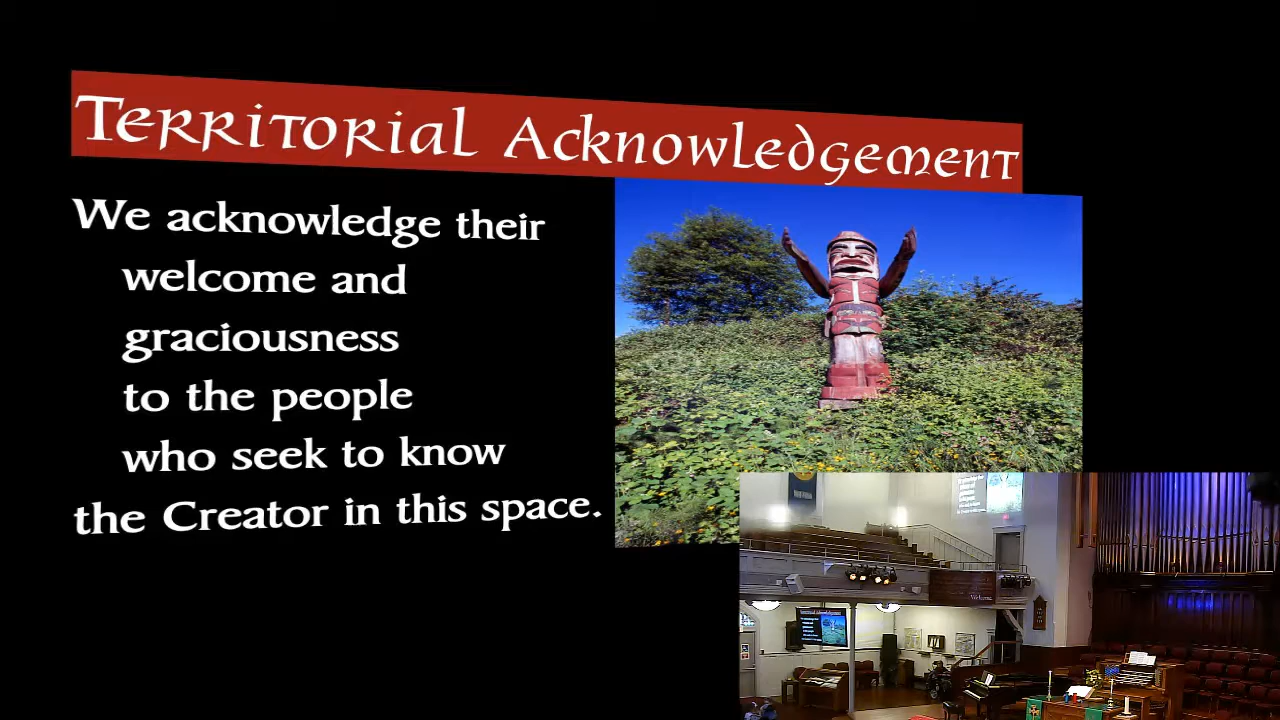 Territorial Acknowledgement
We acknowledge their
welcome and
graciousness
to the people
who seek to know
the Creator in this space.
Welcome